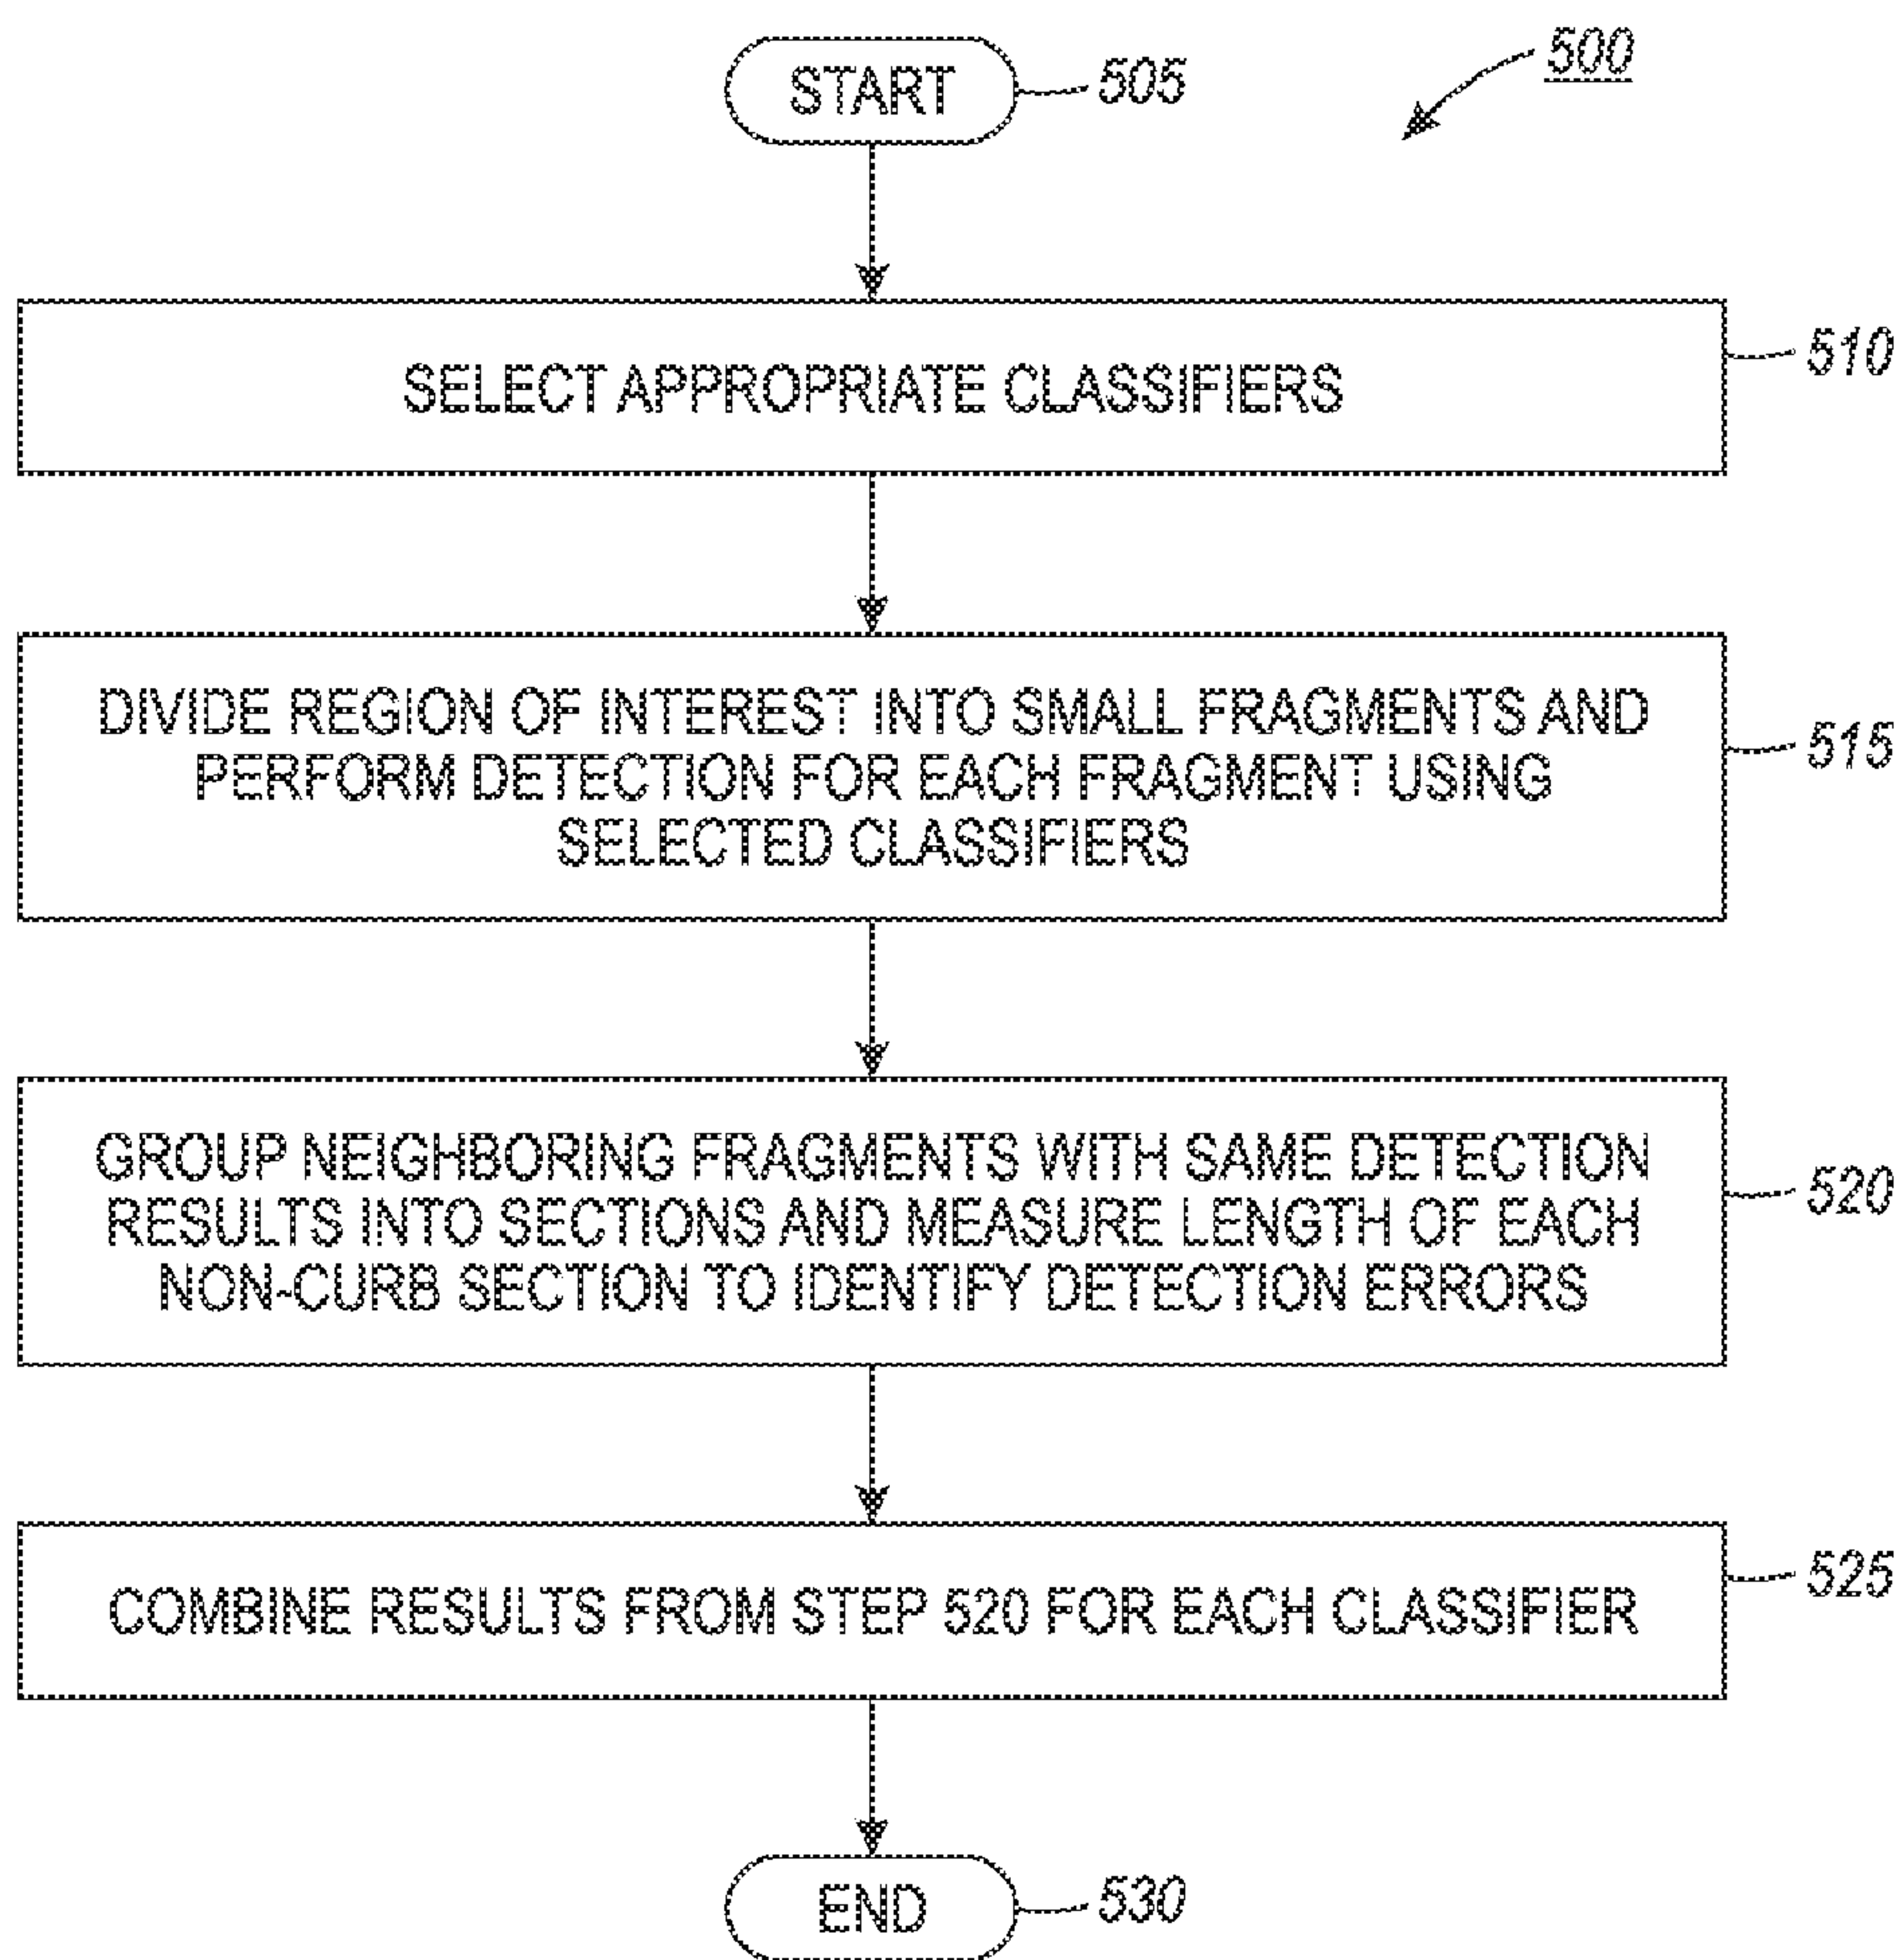 500
START
505
SELECT APPROPRIATE CLASSIFIERS
510
DIVIDE REGION OF INTEREST INTO SMALL FRAGMENTS AND
PERFORM DETECTION FOR EACH FRAGMENT USING
SELECTED CLASSIFIERS
515
GROUP NEIGHBORING FRAGMENTS WITH SAME DETECTION
RESULTS INTO SECTIONS AND MEASURE LENGTH OF EACH
NON-CURB SECTION TO IDENTIFY DETECTION ERRORS
520
COMBINE RESULTS FROM STEP 520 FOR EACH CLASSIFIER
525
END
530